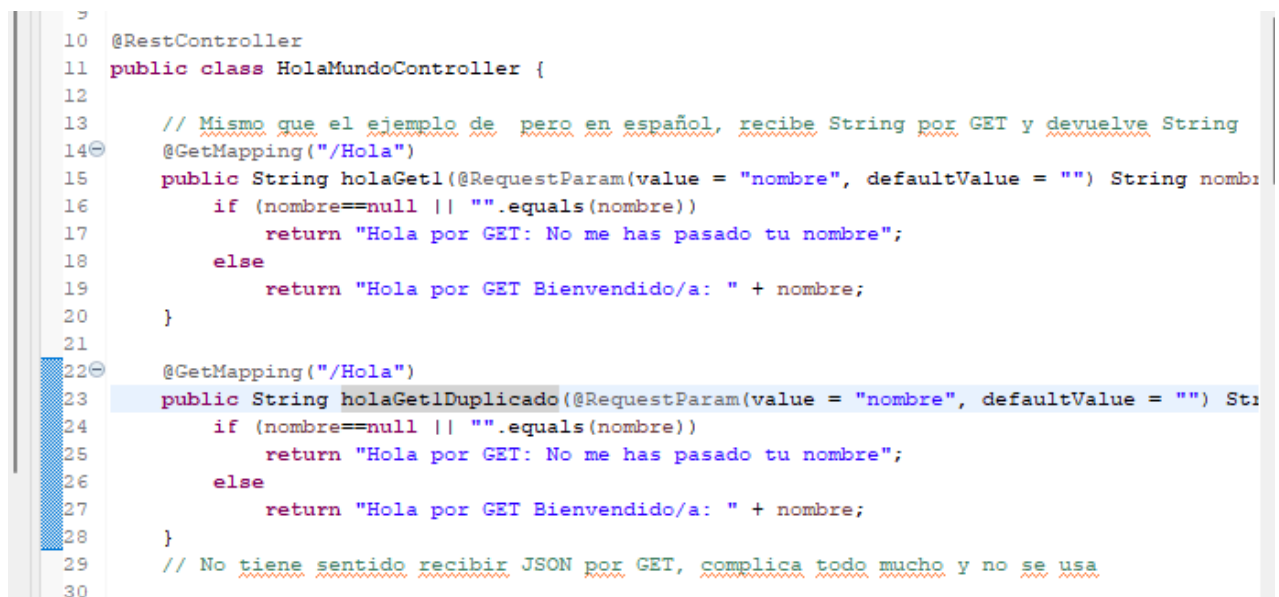 9
10 @RestController
11 public class HolaMundoController {
12
13 // Mismo que el ejemplo de  pero en español, recibe String por GET y devuelve String
14 @GetMapping("/Hola")
15 public String holaGet1(@RequestParam(value = "nombre", defaultValue = "") String nombr
16 if (nombre==null || "".equals(nombre))
17 return "Hola por GET: No me has pasado tu nombre";
18 else
19 return "Hola por GET Bienvendido/a: " + nombre;
20 }
21
22 @GetMapping("/Hola")
23 public String holaGet1Duplicado(@RequestParam(value = "nombre", defaultValue = "") Str
24 if (nombre==null || "".equals(nombre))
25 return "Hola por GET: No me has pasado tu nombre";
26 else
27 return "Hola por GET Bienvendido/a: " + nombre;
28 }
29 // No tiene sentido recibir JSON por GET, complica todo mucho y no se usa
30